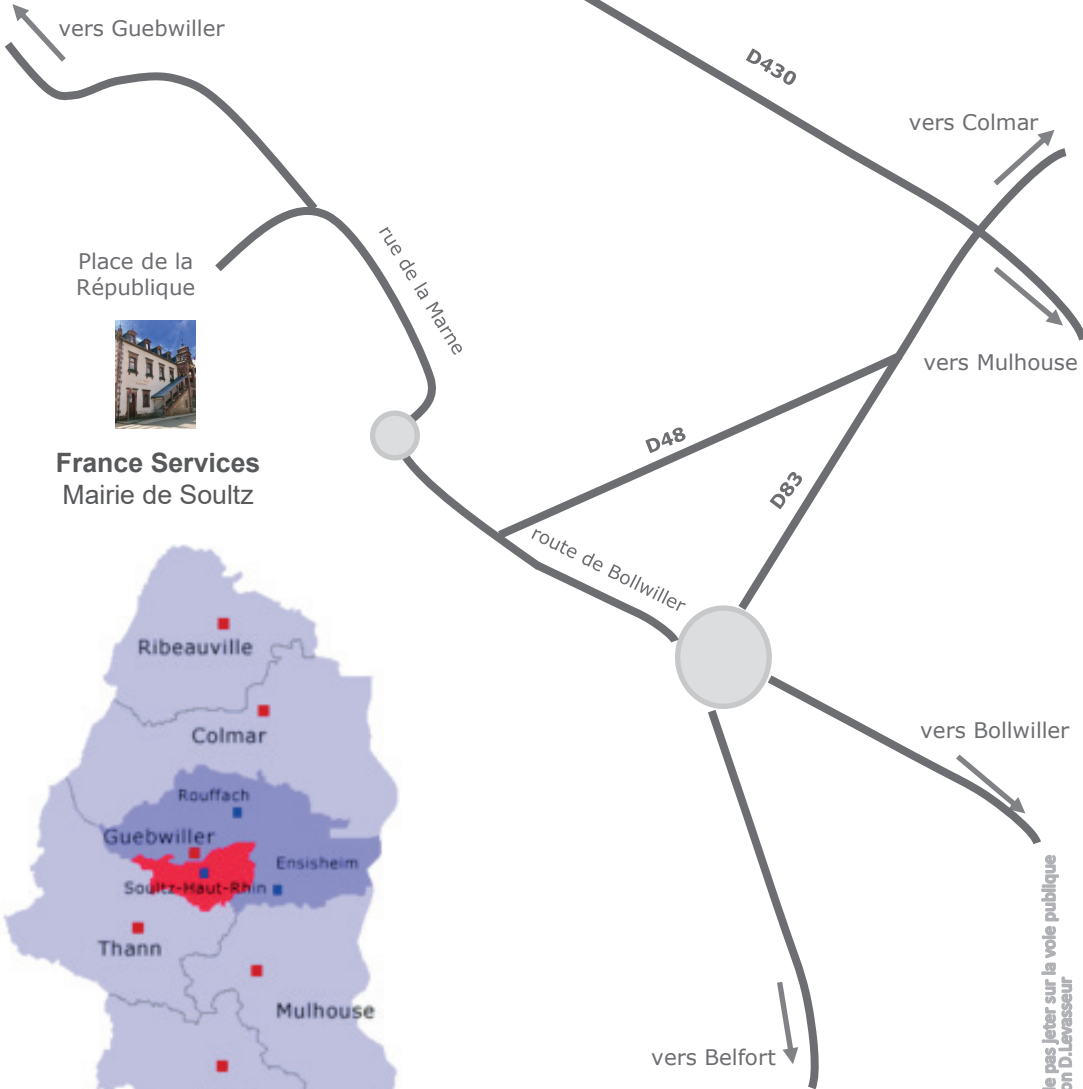 vers Guebwiller
D430
vers Colmar
rue de la Marne
Place de la
République
vers Mulhouse
D48
France Services
Mairie de Soultz
D83
route de Bollwiller
Ribeauville
Colmar
vers Bollwiller
Rouffach
Guebwiller
Ensisheim
Soultz-Haut-Rhin
Thann
Mulhouse
vers Belfort
pas jeter sur la voie publique
D.Levasseur